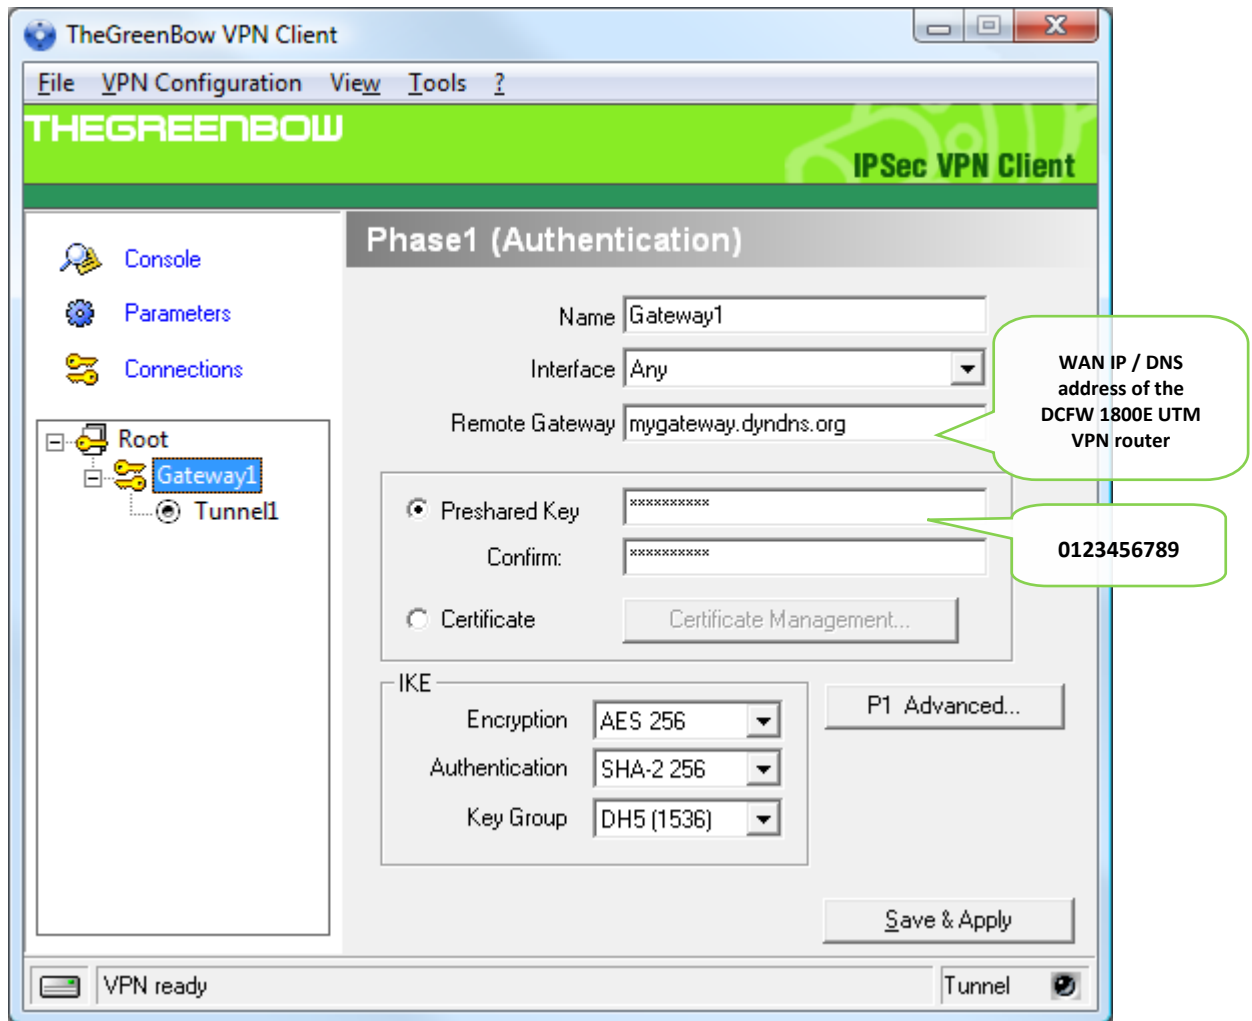 TheGreenBow VPN Client
File VPN Configuration View Tools ?
THEGREENBOW
IPSec VPN Client
Console
Parameters
Connections
Root
Gateway1
Tunnel1
Phase1 (Authentication)
Name Gateway1
Interface Any
Remote Gateway mygateway.dyndns.org
WAN IP / DNS
address of the
DCFW 1800E UTM
VPN router
Preshared Key **********
0123456789
Confirm: **********
Certificate Certificate Management...
IKE
Encryption AES 256
Authentication SHA-2 256
Key Group DH5 (1536)
P1 Advanced...
Save & Apply
VPN ready Tunnel